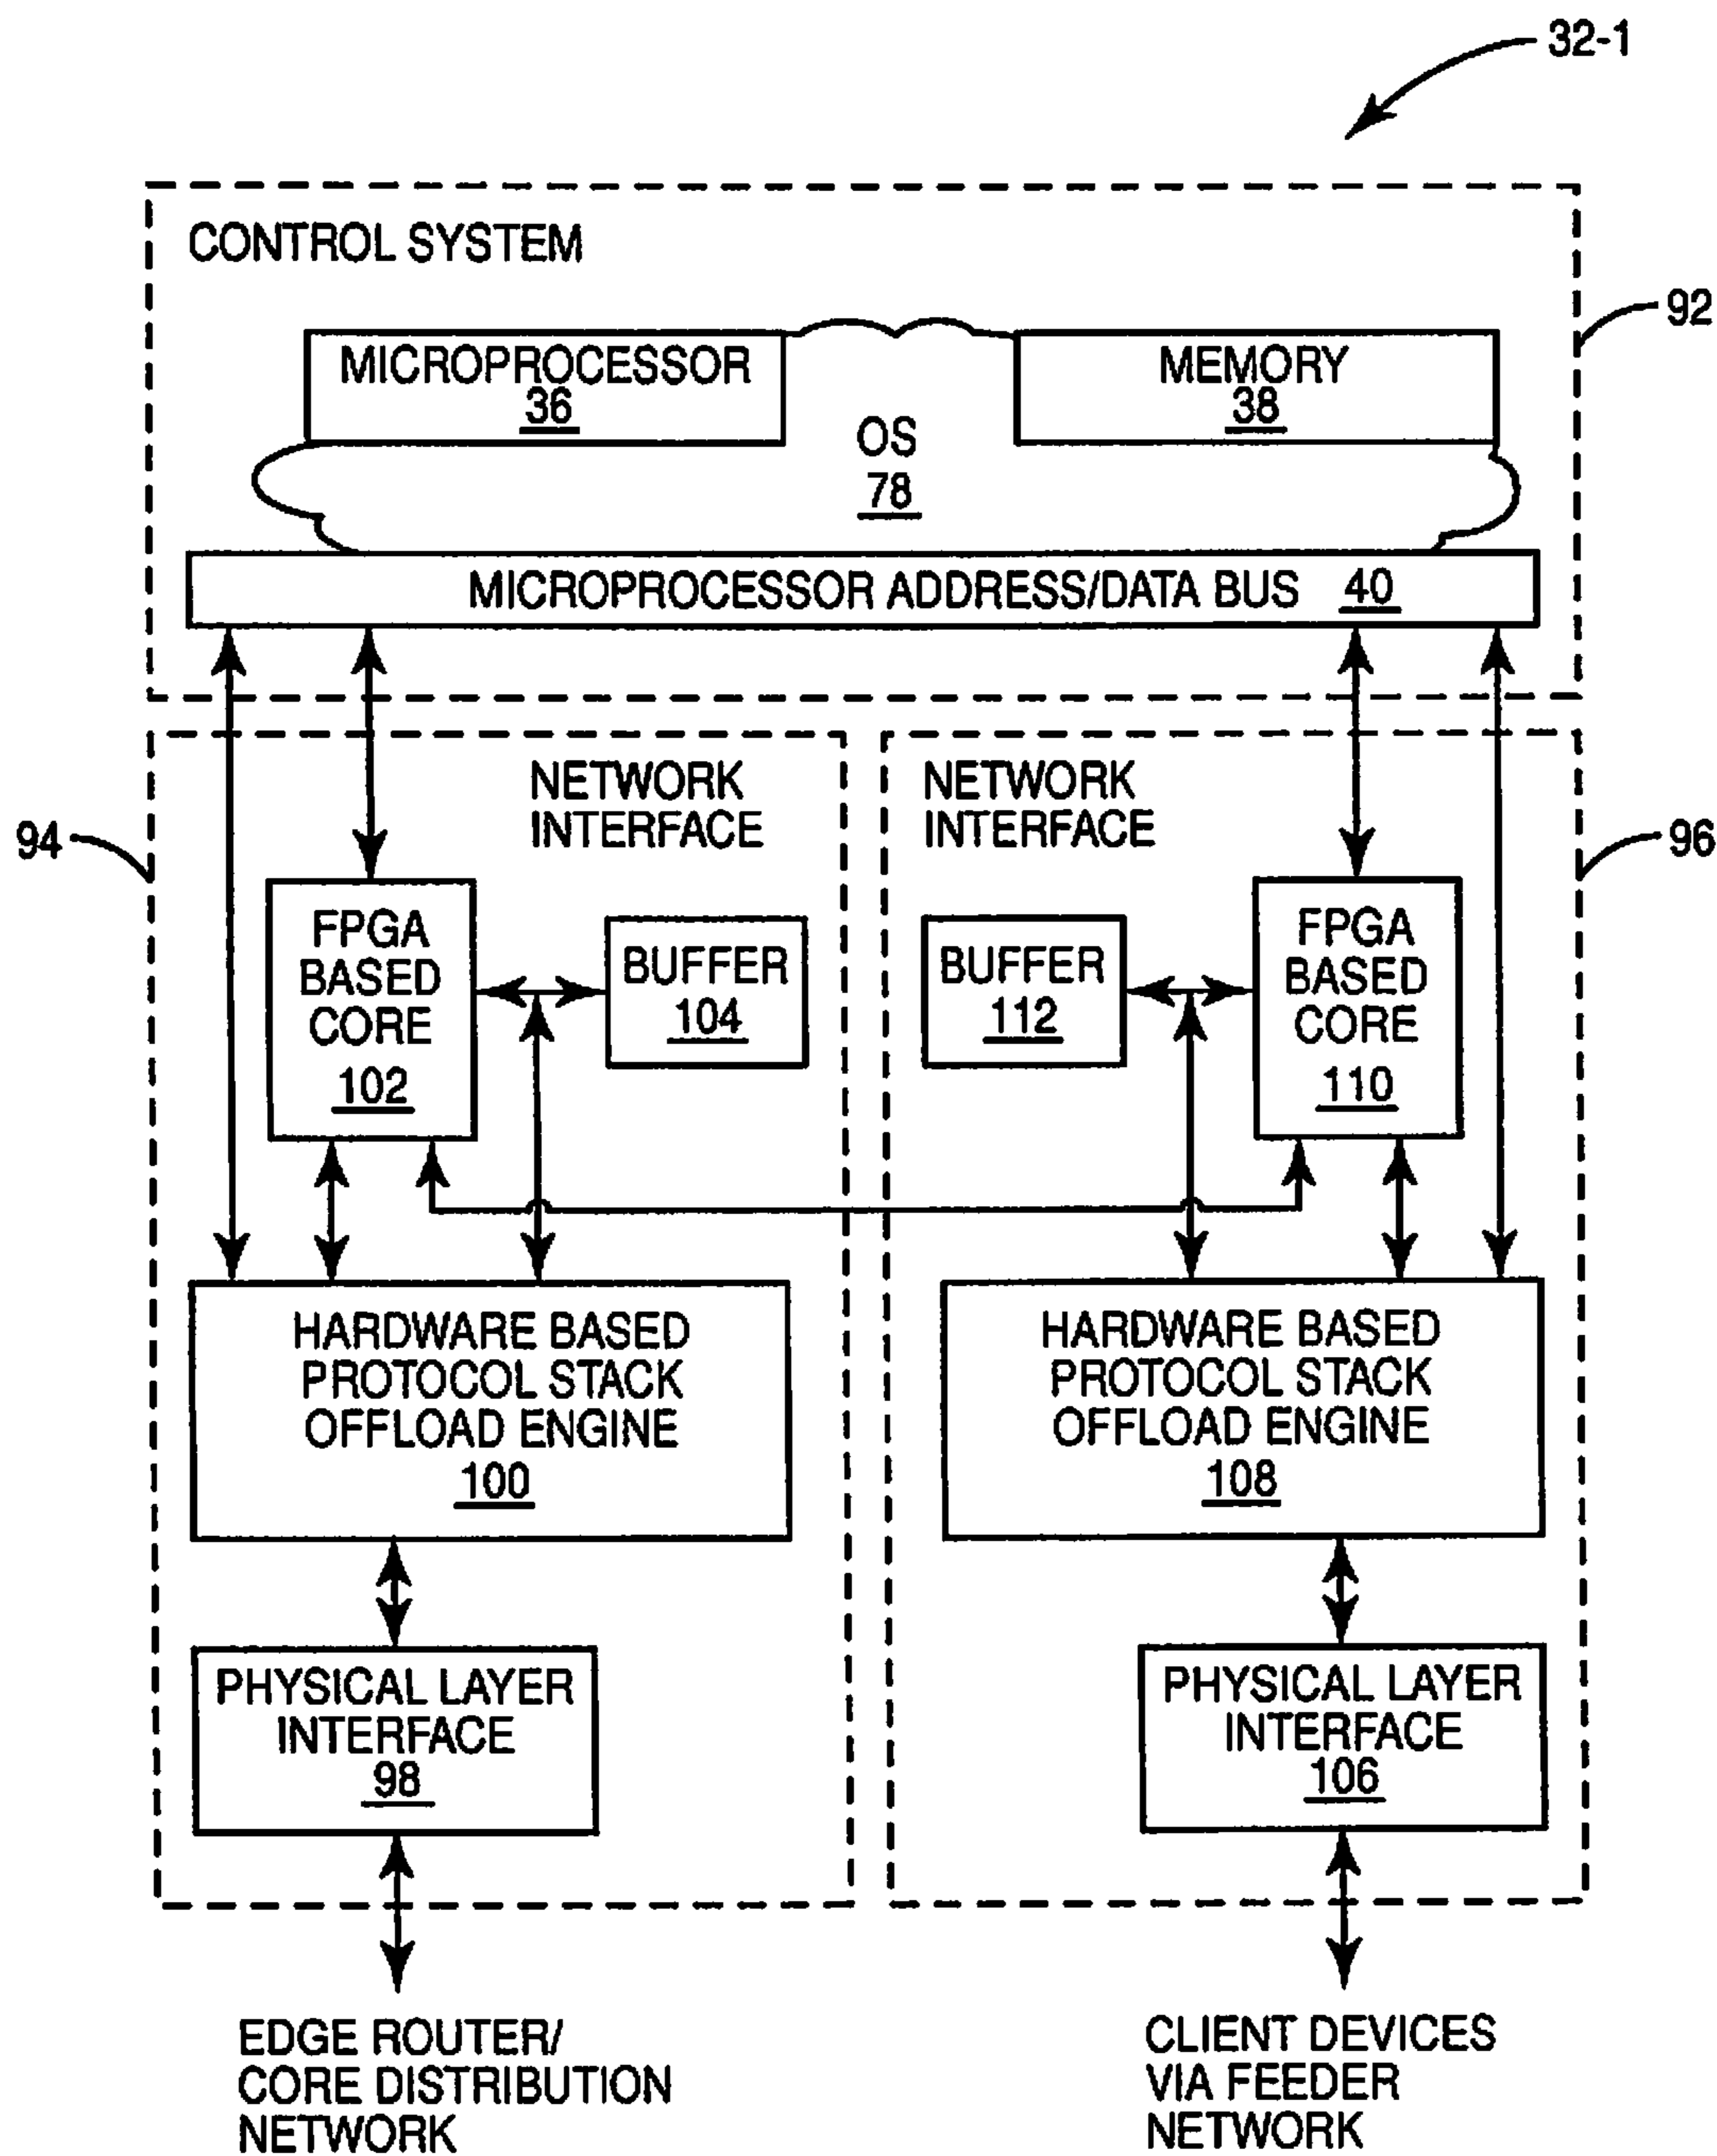 32-1
CONTROL SYSTEM
92
MICROPROCESSOR
36
MEMORY
38
OS
78
MICROPROCESSOR ADDRESS/DATA BUS 40
94
NETWORK
INTERFACE
NETWORK
INTERFACE
96
FPGA
BASED
CORE
102
BUFFER
104
BUFFER
112
FPGA
BASED
CORE
110
HARDWARE BASED
PROTOCOL STACK
OFFLOAD ENGINE
100
HARDWARE BASED
PROTOCOL STACK
OFFLOAD ENGINE
108
PHYSICAL LAYER
INTERFACE
98
PHYSICAL LAYER
INTERFACE
106
EDGE ROUTER/
CORE DISTRIBUTION
NETWORK
CLIENT DEVICES
VIA FEEDER
NETWORK